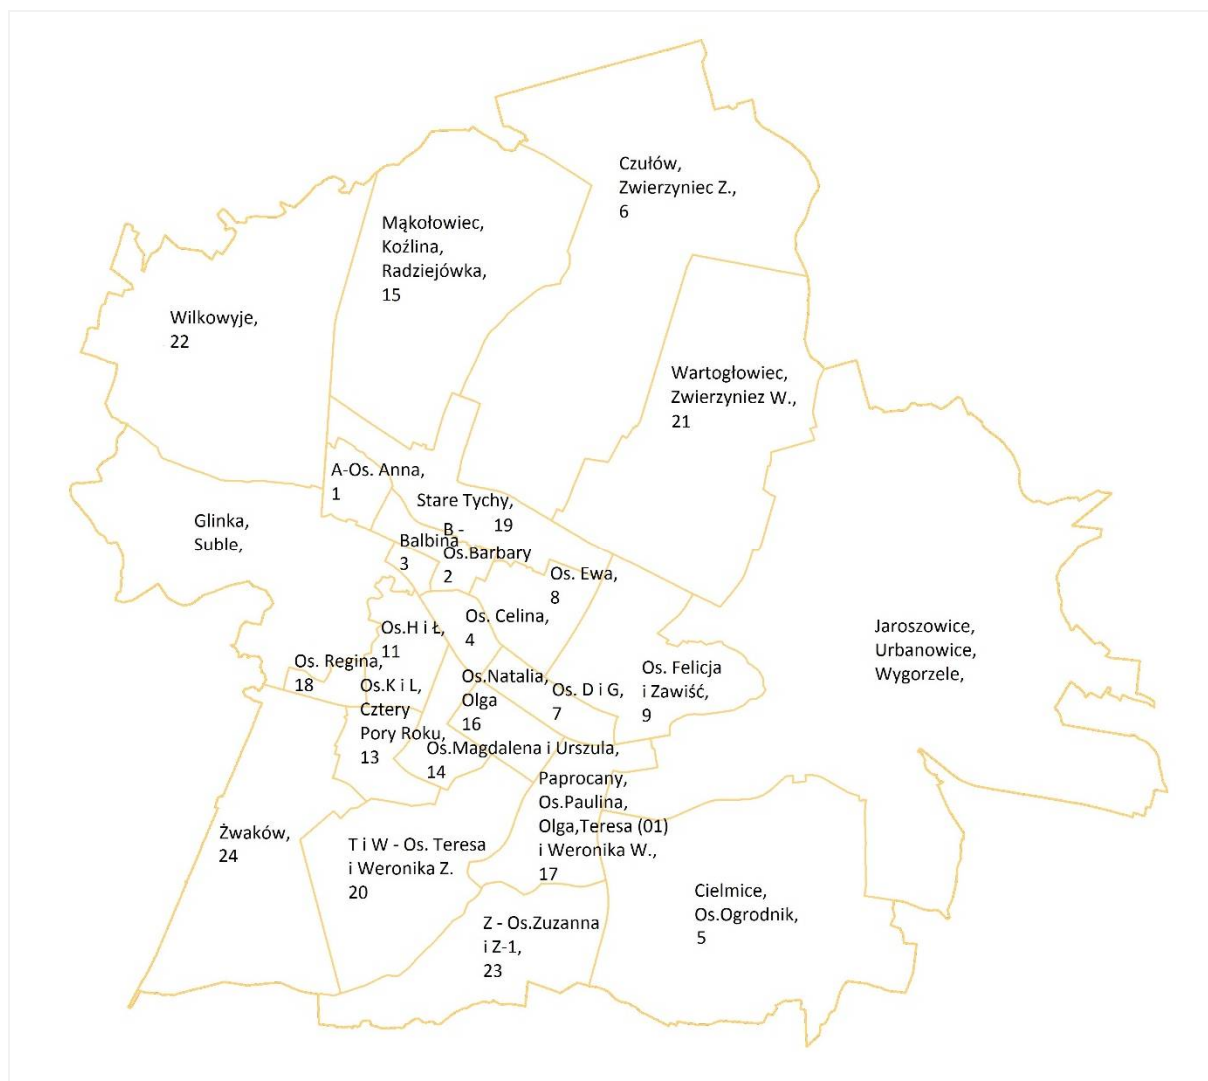 Czułów,
Zwierzyniec Z.,
6
Mąkołowiec,
Koźlina,
Radziejówka,
15
Wilkowyje,
22
Wartogłowiec,
Zwierzyniez W.,
21
A-Os. Anna,
1
Stare Tychy,
19
Glinka,
Suble,
Balbina
3
B -
Os.Barbary
2
Os. Ewa,
8
Os. Celina,
4
Os.H i Ł,
11
Jaroszowice,
Urbanowice,
Wygorzele,
Os. Regina,
18
Os.K i L,
Cztery
Pory Roku,
13
Os.Natalia,
Olga
16
Os. D i G,
7
Os. Felicja
i Zawiść,
9
Os.Magdalena i Urszula,
14
Paprocany,
Os.Paulina,
Olga,Teresa (01)
i Weronika W.,
17
Żwaków,
24
T i W - Os. Teresa
i Weronika Z.
20
Cielmice,
Os.Ogrodnik,
5
Z - Os.Zuzanna
i Z-1,
23